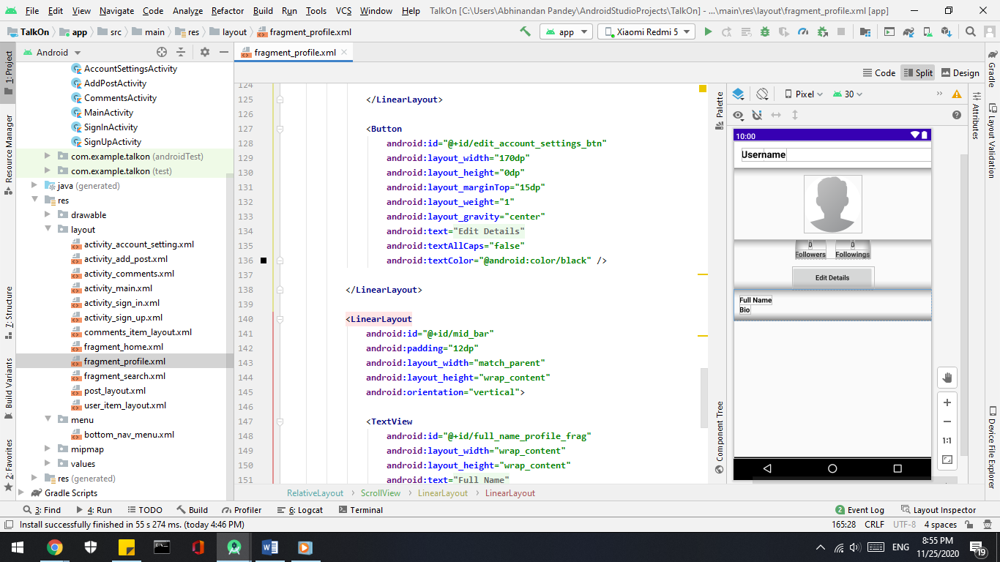 File Edit View Navigate Code Analyze Refactor Build Run Tools VCS Window Help TalkOn [C:\Users\Abhinandan Pandey\AndroidStudioProjects\TalkOn] - ...\main\res\layout\fragment_profile.xml [app]
TalkOn app src main res layout fragment_profile.xml app Xiaomi Redmi 5
1: Project
Resource Manager
7: Structure
Build Variants
2: Favorites
Android
AccountSettingsActivity
AddPostActivity
CommentsActivity
MainActivity
SignInActivity
SignUpActivity
com.example.talkon (androidTest)
com.example.talkon (test)
java (generated)
res
drawable
layout
activity_account_setting.xml
activity_add_post.xml
activity_comments.xml
activity_main.xml
activity_sign_in.xml
activity_sign_up.xml
comments_item_layout.xml
fragment_home.xml
fragment_profile.xml
fragment_search.xml
post_layout.xml
user_item_layout.xml
menu
bottom_nav_menu.xml
mipmap
values
res (generated)
Gradle Scripts
fragment_profile.xml
Code Split Design
124
125 </LinearLayout>
126
127 <Button
128 android:id="@+id/edit_account_settings_btn"
129 android:layout_width="170dp"
130 android:layout_height="0dp"
131 android:layout_marginTop="15dp"
132 android:layout_weight="1"
133 android:layout_gravity="center"
134 android:text="Edit Details"
135 android:textAllCaps="false"
136 android:textColor="@android:color/black" />
137
138 </LinearLayout>
139
140 <LinearLayout
141 android:id="@+id/mid_bar"
142 android:padding="12dp"
143 android:layout_width="match_parent"
144 android:layout_height="wrap_content"
145 android:orientation="vertical">
146
147 <TextView
148 android:id="@+id/full_name_profile_frag"
149 android:layout_width="wrap_content"
150 android:layout_height="wrap_content"
151 android:text="Full Name"
RelativeLayout › ScrollView › LinearLayout › LinearLayout
Palette
Component Tree
Pixel 30
10:00
Username
0 0
Followers Followings
Edit Details
Full Name
Bio
1:1
Attributes
Gradle
Layout Validation
Device File Explorer
3: Find 4: Run TODO Build Profiler 6: Logcat Terminal 2 Event Log Layout Inspector
Install successfully finished in 55 s 274 ms. (today 4:46 PM) 165:28 CRLF UTF-8 4 spaces
ENG 8:55 PM
11/25/2020 19